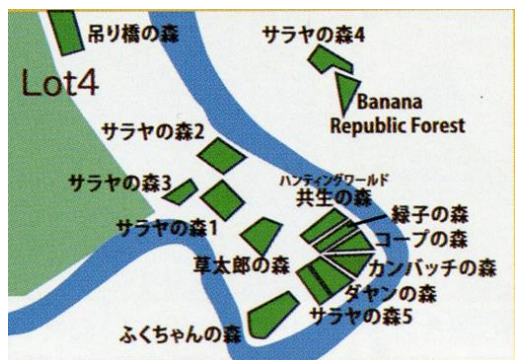 吊り橋の森
サラヤの森4
Lot4
Banana
Republic Forest
サラヤの森2
サラヤの森3
ハンティングワールド
共生の森
緑子の森
サラヤの森1
コープの森
草太郎の森
カンバッチの森
ダヤンの森
サラヤの森5
ふくちゃんの森